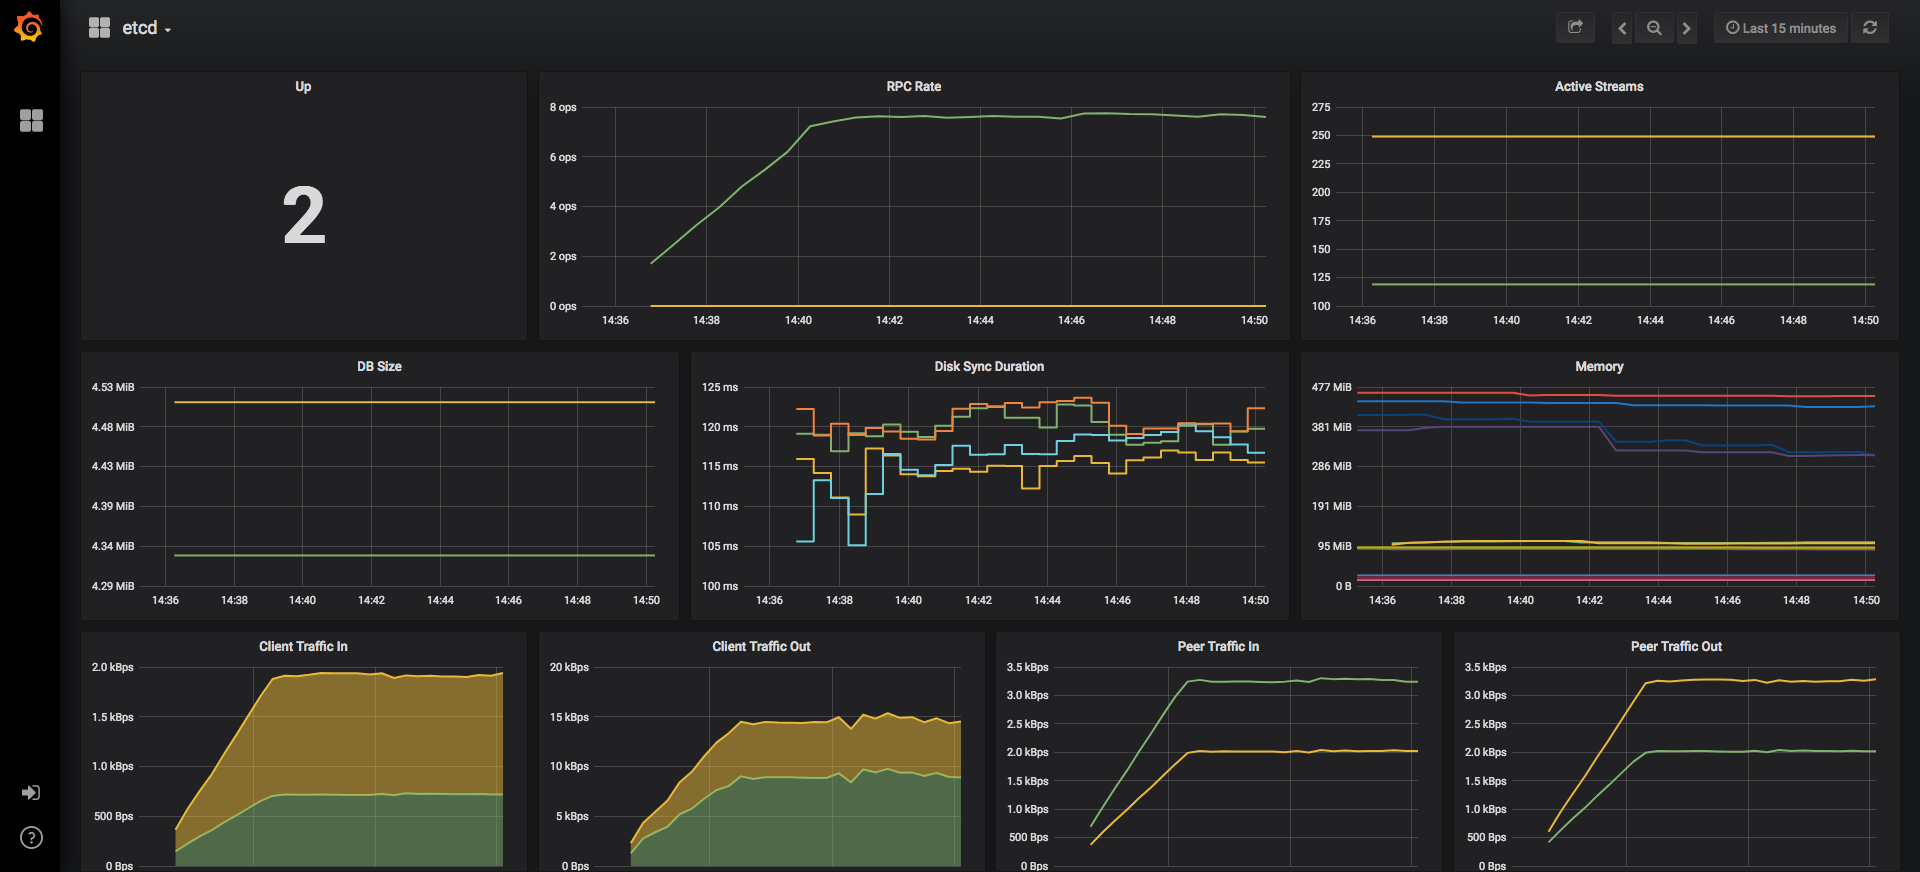 etcd
Last 15 minutes
Up
2
RPC Rate
8 ops
6 ops
4 ops
2 ops
0 ops
14:36 14:38 14:40 14:42 14:44 14:46 14:48 14:50
Active Streams
275
250
225
200
175
150
125
100
14:36 14:38 14:40 14:42 14:44 14:46 14:48 14:50
DB Size
4.53 MiB
4.48 MiB
4.43 MiB
4.39 MiB
4.34 MiB
4.29 MiB
14:36 14:38 14:40 14:42 14:44 14:46 14:48 14:50
Disk Sync Duration
125 ms
120 ms
115 ms
110 ms
105 ms
100 ms
14:36 14:38 14:40 14:42 14:44 14:46 14:48 14:50
Memory
477 MiB
381 MiB
286 MiB
191 MiB
95 MiB
0 B
14:36 14:38 14:40 14:42 14:44 14:46 14:48 14:50
Client Traffic In
2.0 kBps
1.5 kBps
1.0 kBps
500 Bps
0 Bps
Client Traffic Out
20 kBps
15 kBps
10 kBps
5 kBps
0 Bps
Peer Traffic In
3.5 kBps
3.0 kBps
2.5 kBps
2.0 kBps
1.5 kBps
1.0 kBps
500 Bps
0 Bps
Peer Traffic Out
3.5 kBps
3.0 kBps
2.5 kBps
2.0 kBps
1.5 kBps
1.0 kBps
500 Bps
0 Bps
?